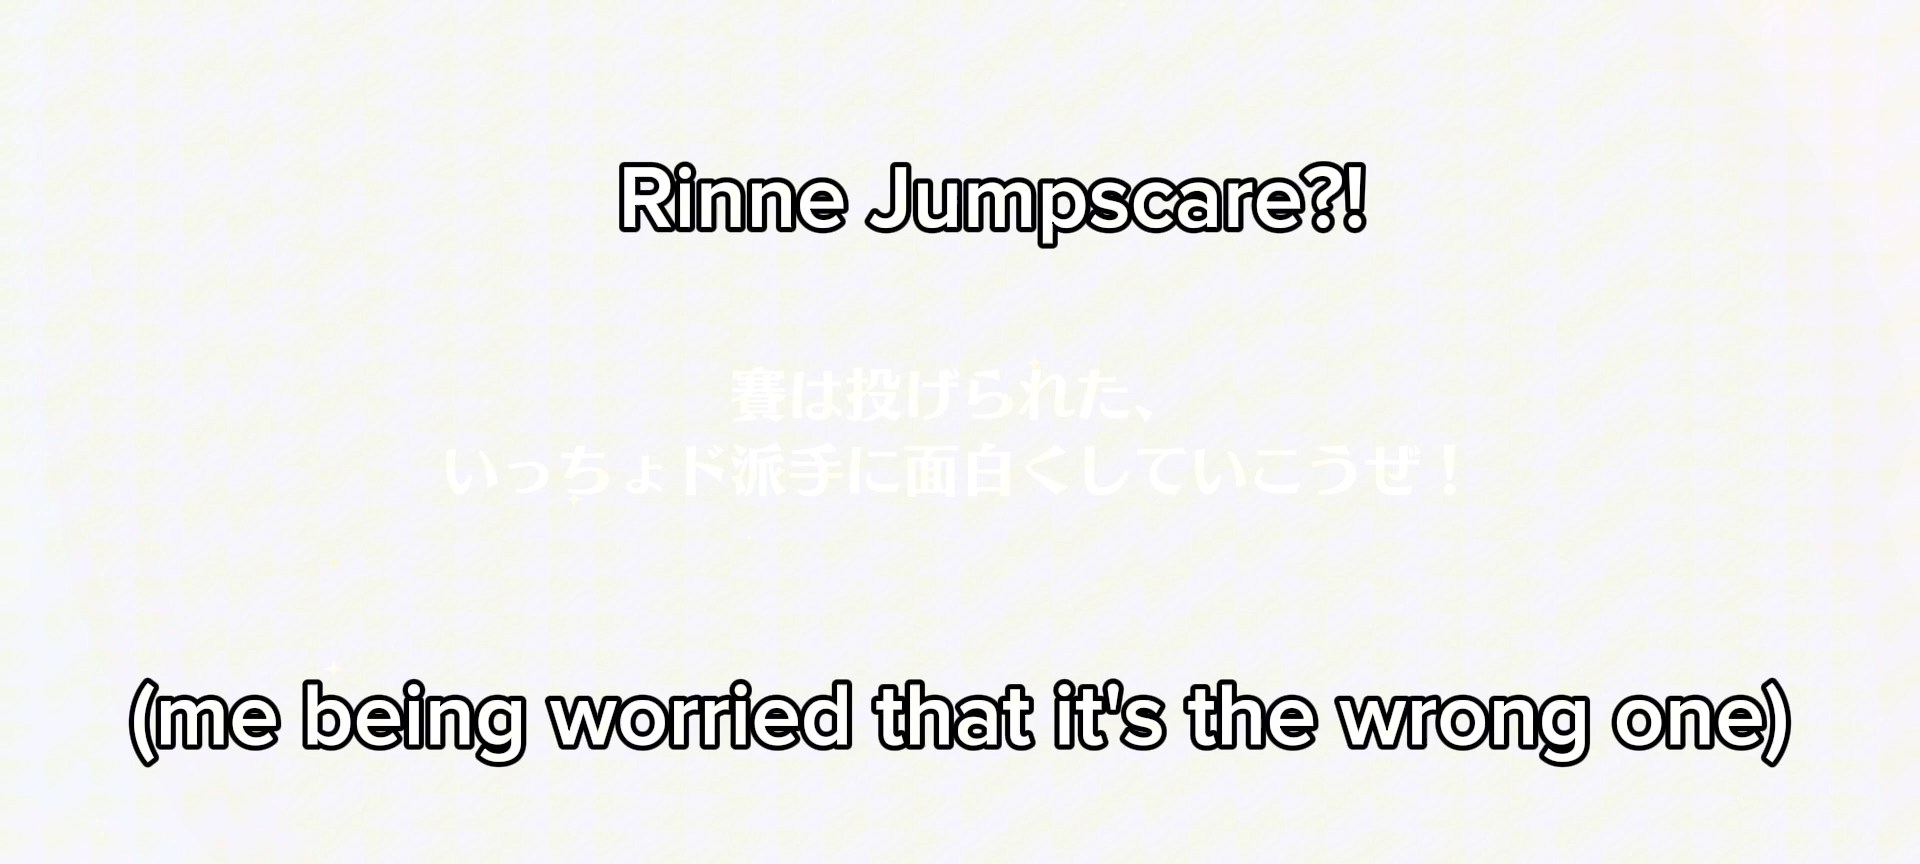 Rinne Jumpscare?!
賽は投げられた、
いっちょド派手に面白くしていこうぜ！
(me being worried that it's the wrong one)